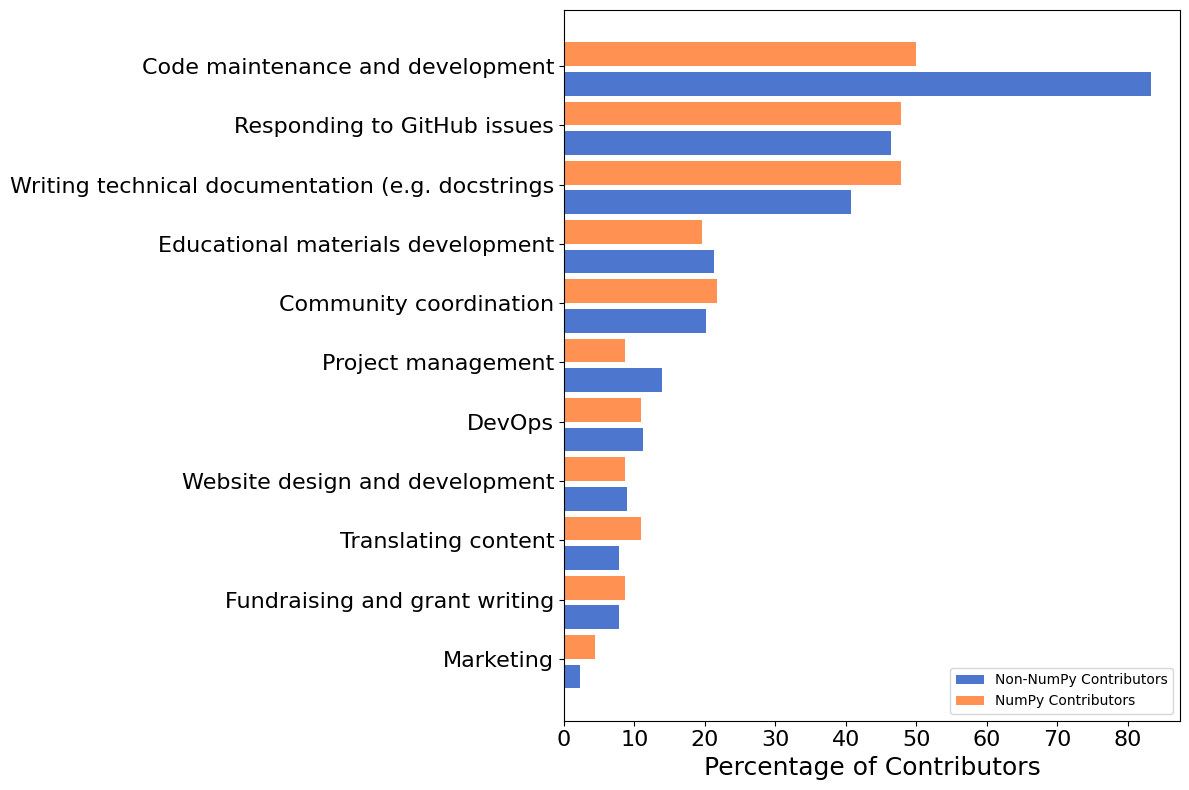 Code maintenance and development
Responding to GitHub issues
Writing technical documentation (e.g. docstrings
Educational materials development
Community coordination
Project management
DevOps
Website design and development
Translating content
Fundraising and grant writing
Marketing
Non-NumPy Contributors
NumPy Contributors
0 10 20 30 40 50 60 70 80
Percentage of Contributors